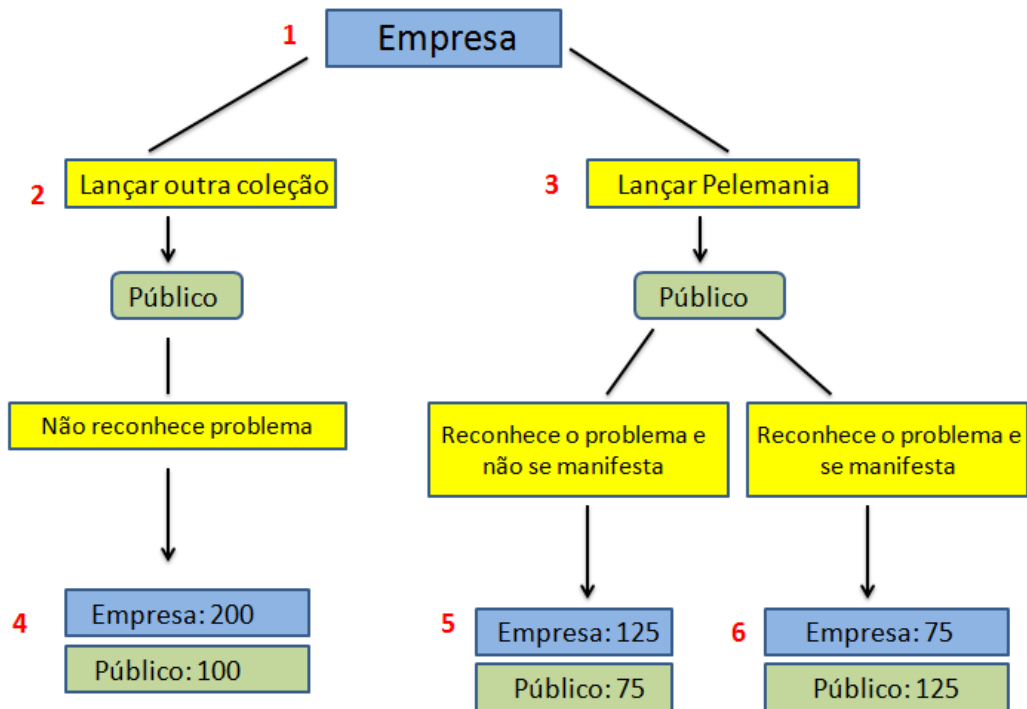 1
Empresa
2
Lançar outra coleção
3
Lançar Pelemania
Público
Público
Não reconhece problema
Reconhece o problema e
não se manifesta
Reconhece o problema e
se manifesta
4
Empresa: 200
Público: 100
5
Empresa: 125
Público: 75
6
Empresa: 75
Público: 125